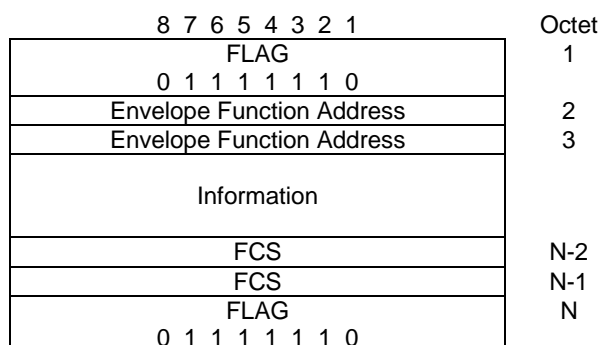 8 7 6 5 4 3 2 1 Octet
FLAG 1
0 1 1 1 1 1 1 0
Envelope Function Address 2
Envelope Function Address 3
Information
FCS N-2
FCS N-1
FLAG N
0 1 1 1 1 1 1 0